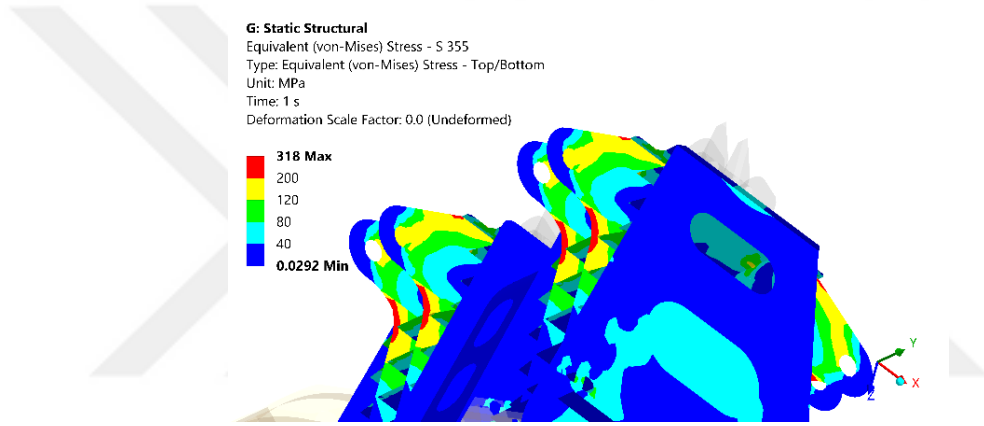 G: Static Structural
Equivalent (von-Mises) Stress - S 355
Type: Equivalent (von-Mises) Stress - Top/Bottom
Unit: MPa
Time: 1 s
Deformation Scale Factor: 0.0 (Undeformed)
318 Max
200
120
80
40
0.0292 Min
Y
X
Z